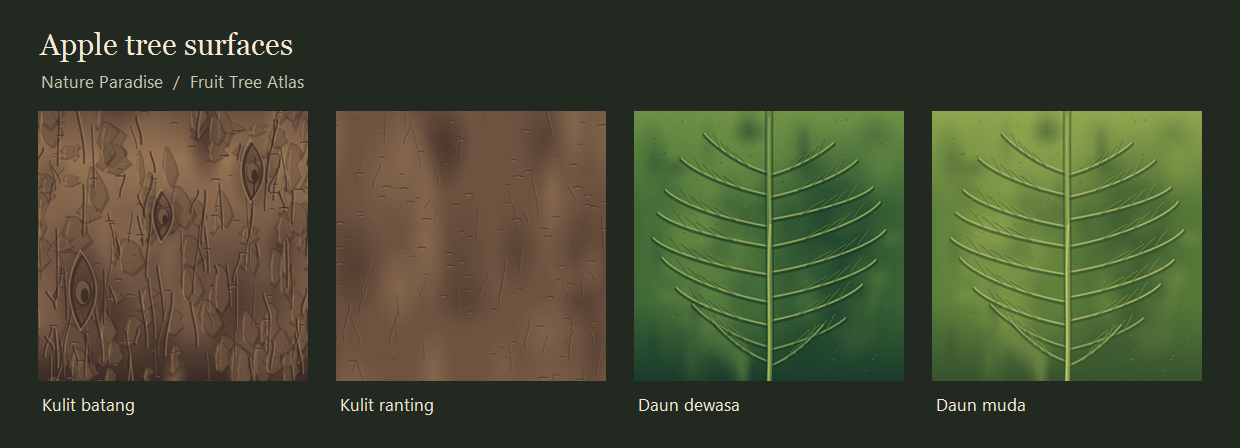 Apple tree surfaces
Nature Paradise / Fruit Tree Atlas
Kulit batang
Kulit ranting
Daun dewasa
Daun muda